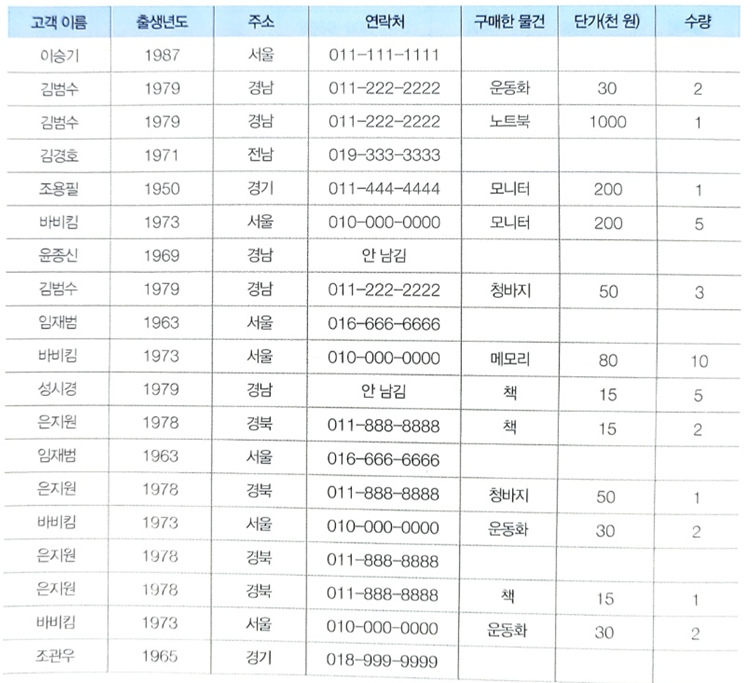 고객 이름 출생년도 주소 연락처 구매한 물건 단가(천 원) 수량
이승기 1987 서울 011-111-1111
김범수 1979 경남 011-222-2222 운동화 30 2
김범수 1979 경남 011-222-2222 노트북 1000 1
김경호 1971 전남 019-333-3333
조용필 1950 경기 011-444-4444 모니터 200 1
바비킴 1973 서울 010-000-0000 모니터 200 5
윤종신 1969 경남 안 남김
김범수 1979 경남 011-222-2222 청바지 50 3
임재범 1963 서울 016-666-6666
바비킴 1973 서울 010-000-0000 메모리 80 10
성시경 1979 경남 안 남김 책 15 5
은지원 1978 경북 011-888-8888 책 15 2
임재범 1963 서울 016-666-6666
은지원 1978 경북 011-888-8888 청바지 50 1
바비킴 1973 서울 010-000-0000 운동화 30 2
은지원 1978 경북 011-888-8888
은지원 1978 경북 011-888-8888 책 15 1
바비킴 1973 서울 010-000-0000 운동화 30 2
조관우 1965 경기 018-999-9999